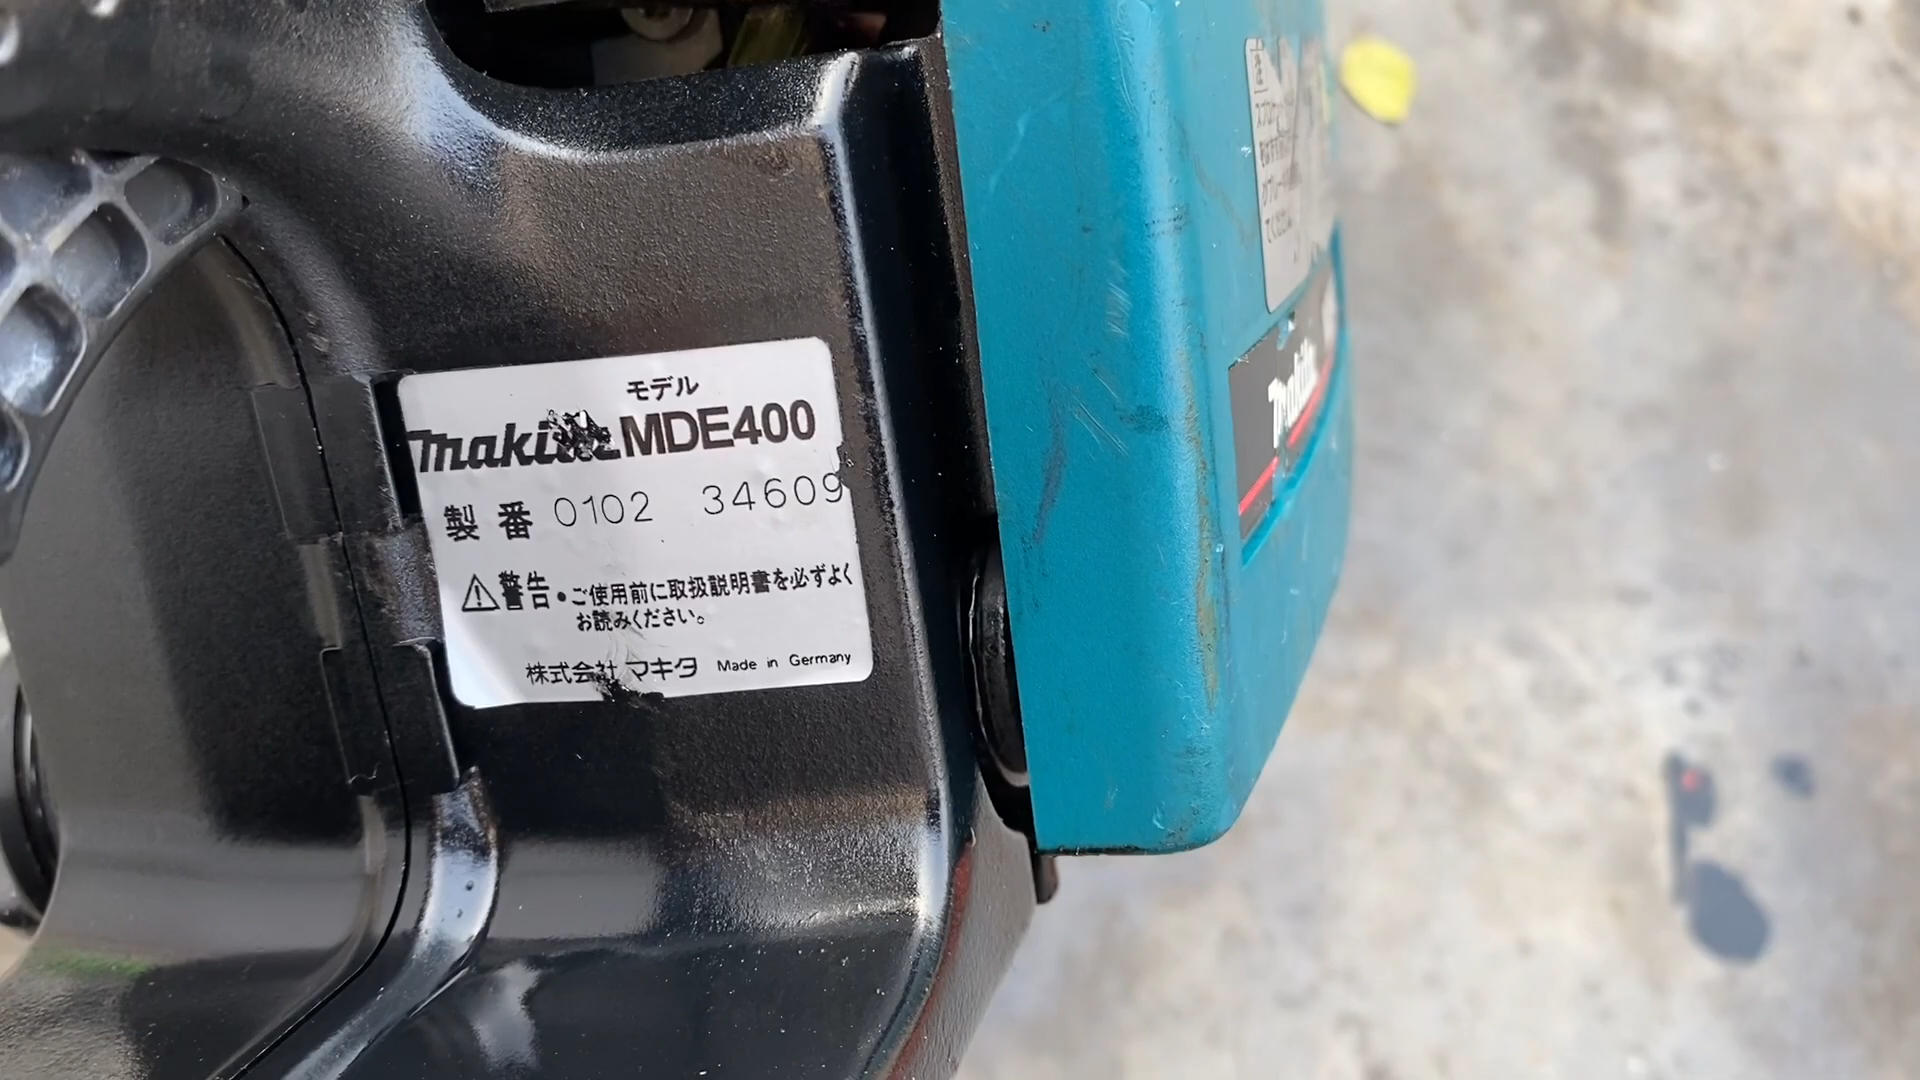 モデル
makita MDE400
製番 0102 34609
⚠警告・ご使用前に取扱説明書を必ずよく
お読みください。
株式会社 マキタ Made in Germany
makita